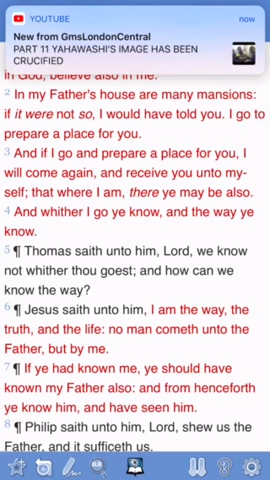 YOUTUBE now
New from GmsLondonCentral
PART 11 YAHAWASHI'S IMAGE HAS BEEN
CRUCIFIED
in God, believe also in me.
2 In my Father's house are many mansions:
if it were not so, I would have told you. I go to
prepare a place for you.
3 And if I go and prepare a place for you, I
will come again, and receive you unto my-
self; that where I am, there ye may be also.
4 And whither I go ye know, and the way ye
know.
5 ¶ Thomas saith unto him, Lord, we know
not whither thou goest; and how can we
know the way?
6 ¶ Jesus saith unto him, I am the way, the
truth, and the life: no man cometh unto the
Father, but by me.
7 ¶ If ye had known me, ye should have
known my Father also: and from henceforth
ye know him, and have seen him.
8 ¶ Philip saith unto him, Lord, shew us the
Father, and it sufficeth us.